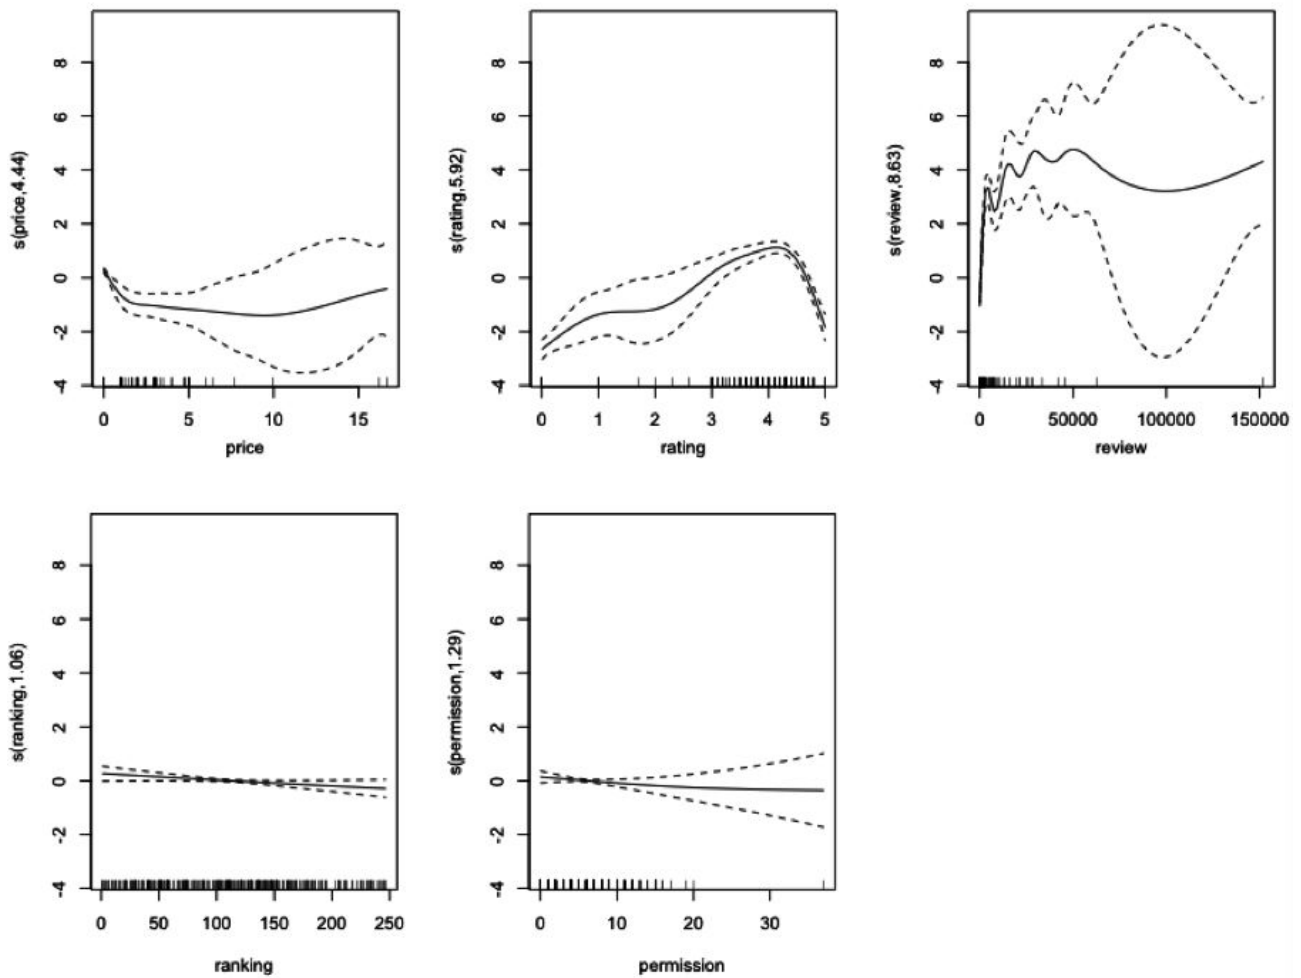 s(price,4.44)
8
6
4
2
0
-2
-4
0 5 10 15
price
s(rating,5.92)
8
6
4
2
0
-2
-4
0 1 2 3 4 5
rating
s(review,8.63)
8
6
4
2
0
-2
-4
0 50000 100000 150000
review
s(ranking,1.06)
8
6
4
2
0
-2
-4
0 50 100 150 200 250
ranking
s(permission,1.29)
8
6
4
2
0
-2
-4
0 10 20 30
permission